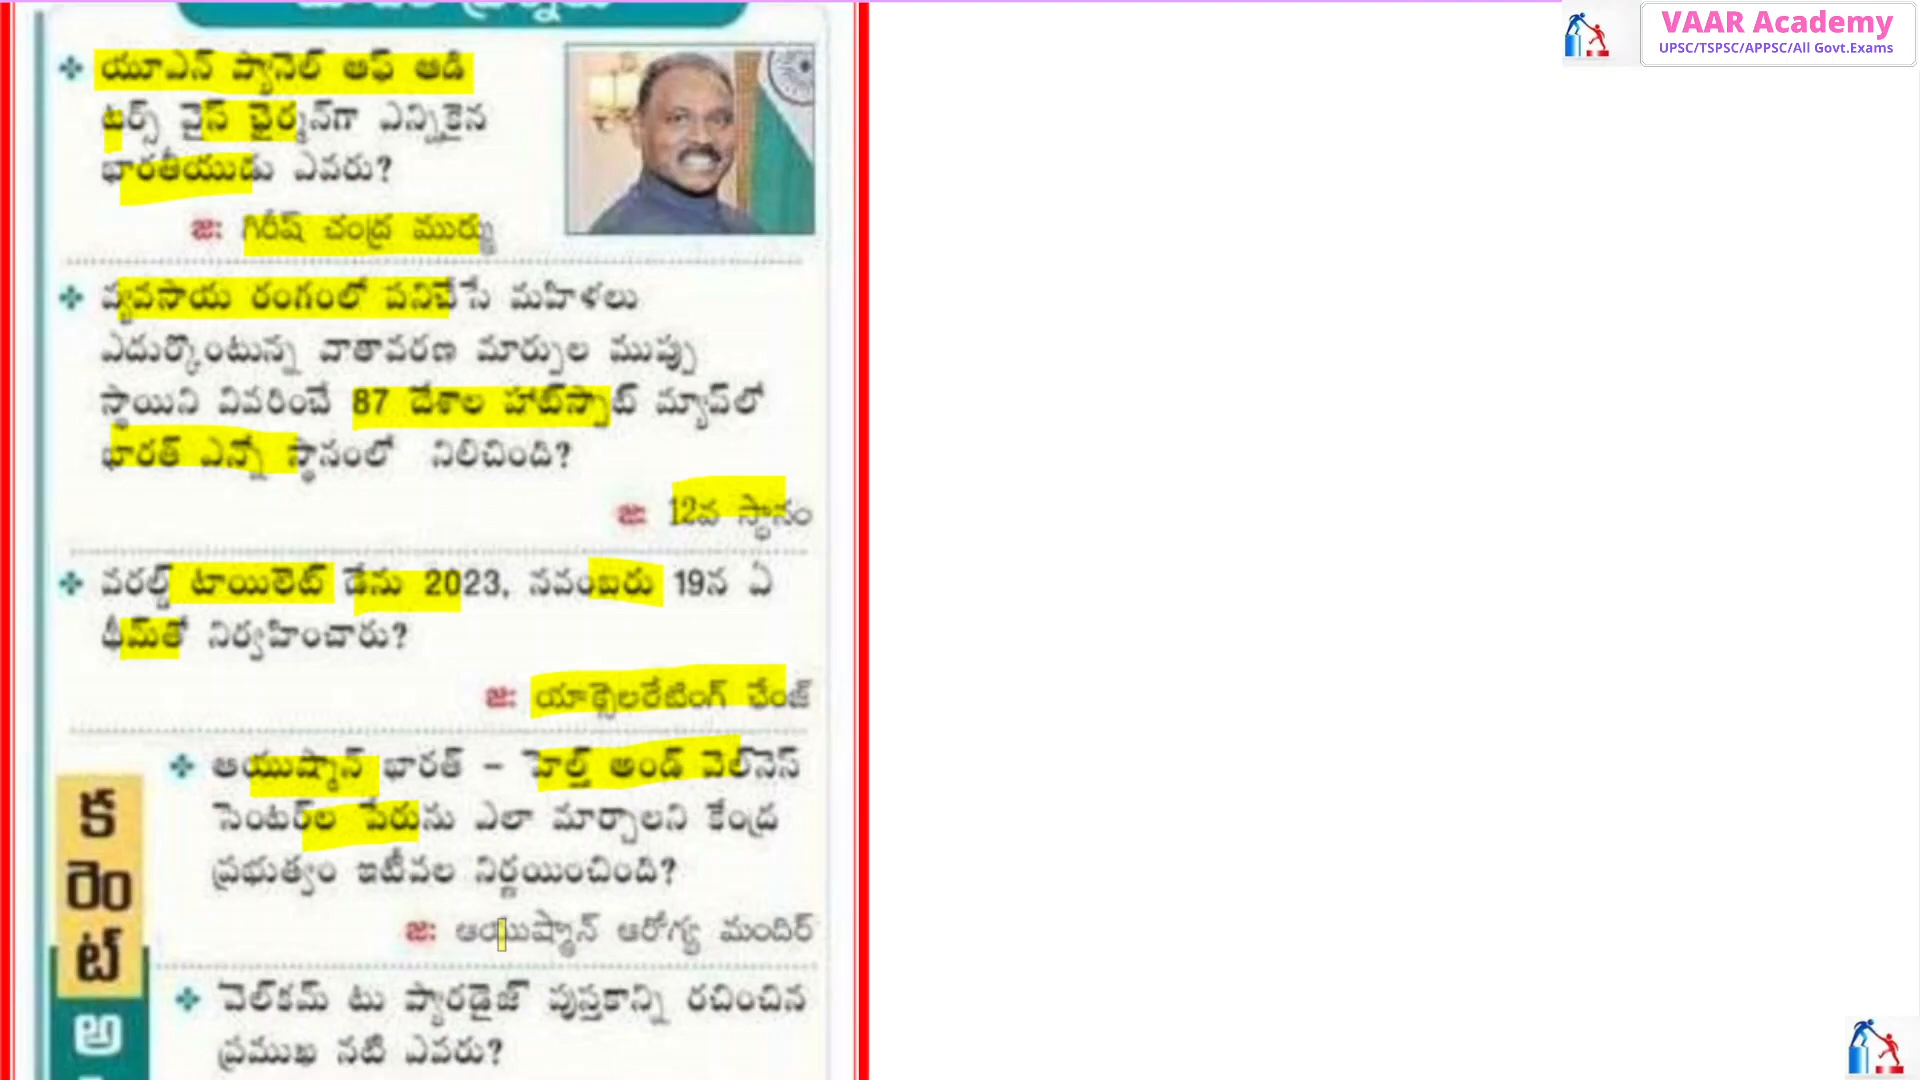 VAAR Academy
UPSC/TSPSC/APPSC/All Govt.Exams
యూఎన్ ప్యానెల్ ఆఫ్ ఆడి
టర్స్ వైస్ ఛైర్మన్‌గా ఎన్నికైన
భారతీయుడు ఎవరు?
జ: గిరీష్ చంద్ర ముర్ము
వ్యవసాయ రంగంలో పనిచేసే మహిళలు
ఎదుర్కొంటున్న వాతావరణ మార్పుల ముప్పు
స్థాయిని వివరించే 87 దేశాల హాట్‌స్పాట్ మ్యాప్‌లో
భారత్ ఎన్నో స్థానంలో నిలిచింది?
జ: 12వ స్థానం
వరల్డ్ టాయిలెట్ డేను 2023, నవంబరు 19న ఏ
థీమ్‌తో నిర్వహించారు?
జ: యాక్సెలరేటింగ్ చేంజ్
ఆయుష్మాన్ భారత్ – హెల్త్ అండ్ వెల్‌నెస్
సెంటర్‌ల పేరును ఎలా మార్చాలని కేంద్ర
ప్రభుత్వం ఇటీవల నిర్ణయించింది?
జ: ఆయుష్మాన్ ఆరోగ్య మందిర్
వెల్‌కమ్ టు ప్యారడైజ్ పుస్తకాన్ని రచించిన
ప్రముఖ నటి ఎవరు?
క
రెం
ట్
అ